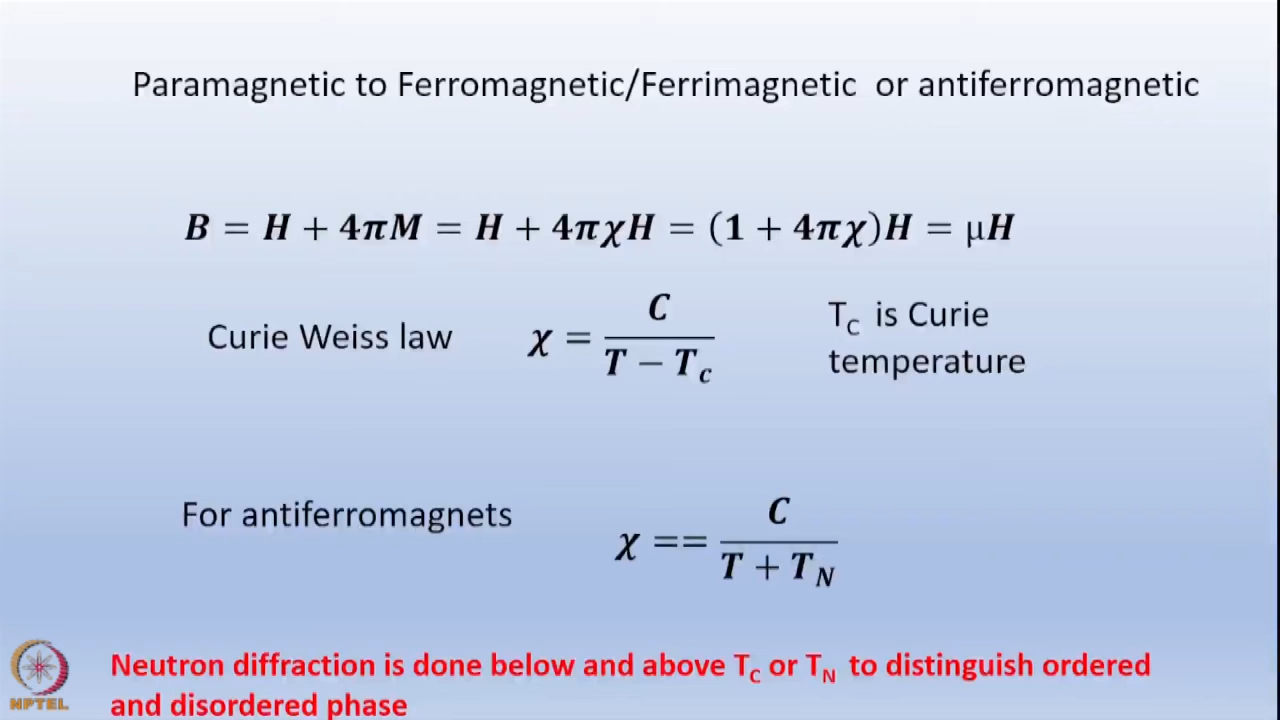 Paramagnetic to Ferromagnetic/Ferrimagnetic or antiferromagnetic
B = H + 4πM = H + 4πχH = (1 + 4πχ)H = μH
Curie Weiss law
χ = C / (T − T_c)
T_C is Curie
temperature
For antiferromagnets
χ == C / (T + T_N)
Neutron diffraction is done below and above T_C or T_N to distinguish ordered
and disordered phase
NPTEL